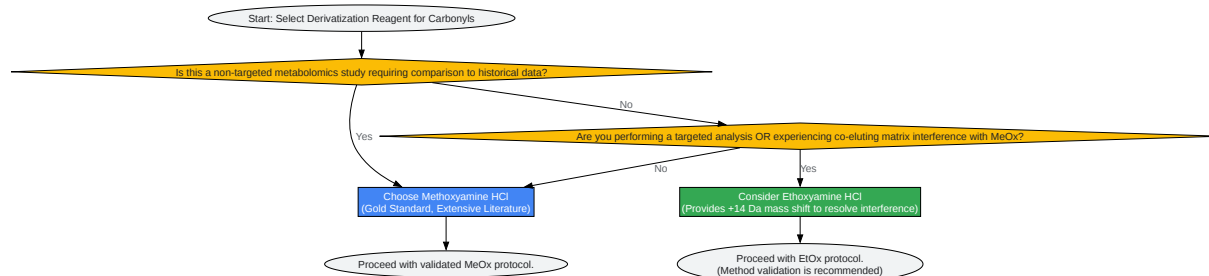 Start: Select Derivatization Reagent for Carbonyls
Is this a non-targeted metabolomics study requiring comparison to historical data?
No
Are you performing a targeted analysis OR experiencing co-eluting matrix interference with MeOx?
Yes
No
Yes
Choose Methoxyamine HCl
(Gold Standard, Extensive Literature)
Consider Ethoxyamine HCl
(Provides +14 Da mass shift to resolve interference)
Proceed with validated MeOx protocol.
Proceed with EtOx protocol.
(Method validation is recommended)